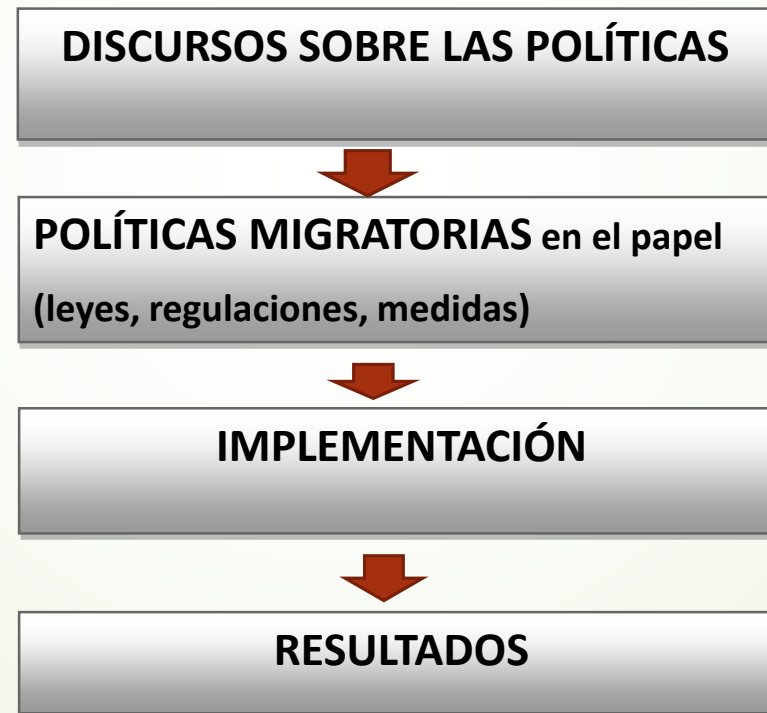 DISCURSOS SOBRE LAS POLÍTICAS
POLÍTICAS MIGRATORIAS en el papel
(leyes, regulaciones, medidas)
IMPLEMENTACIÓN
RESULTADOS